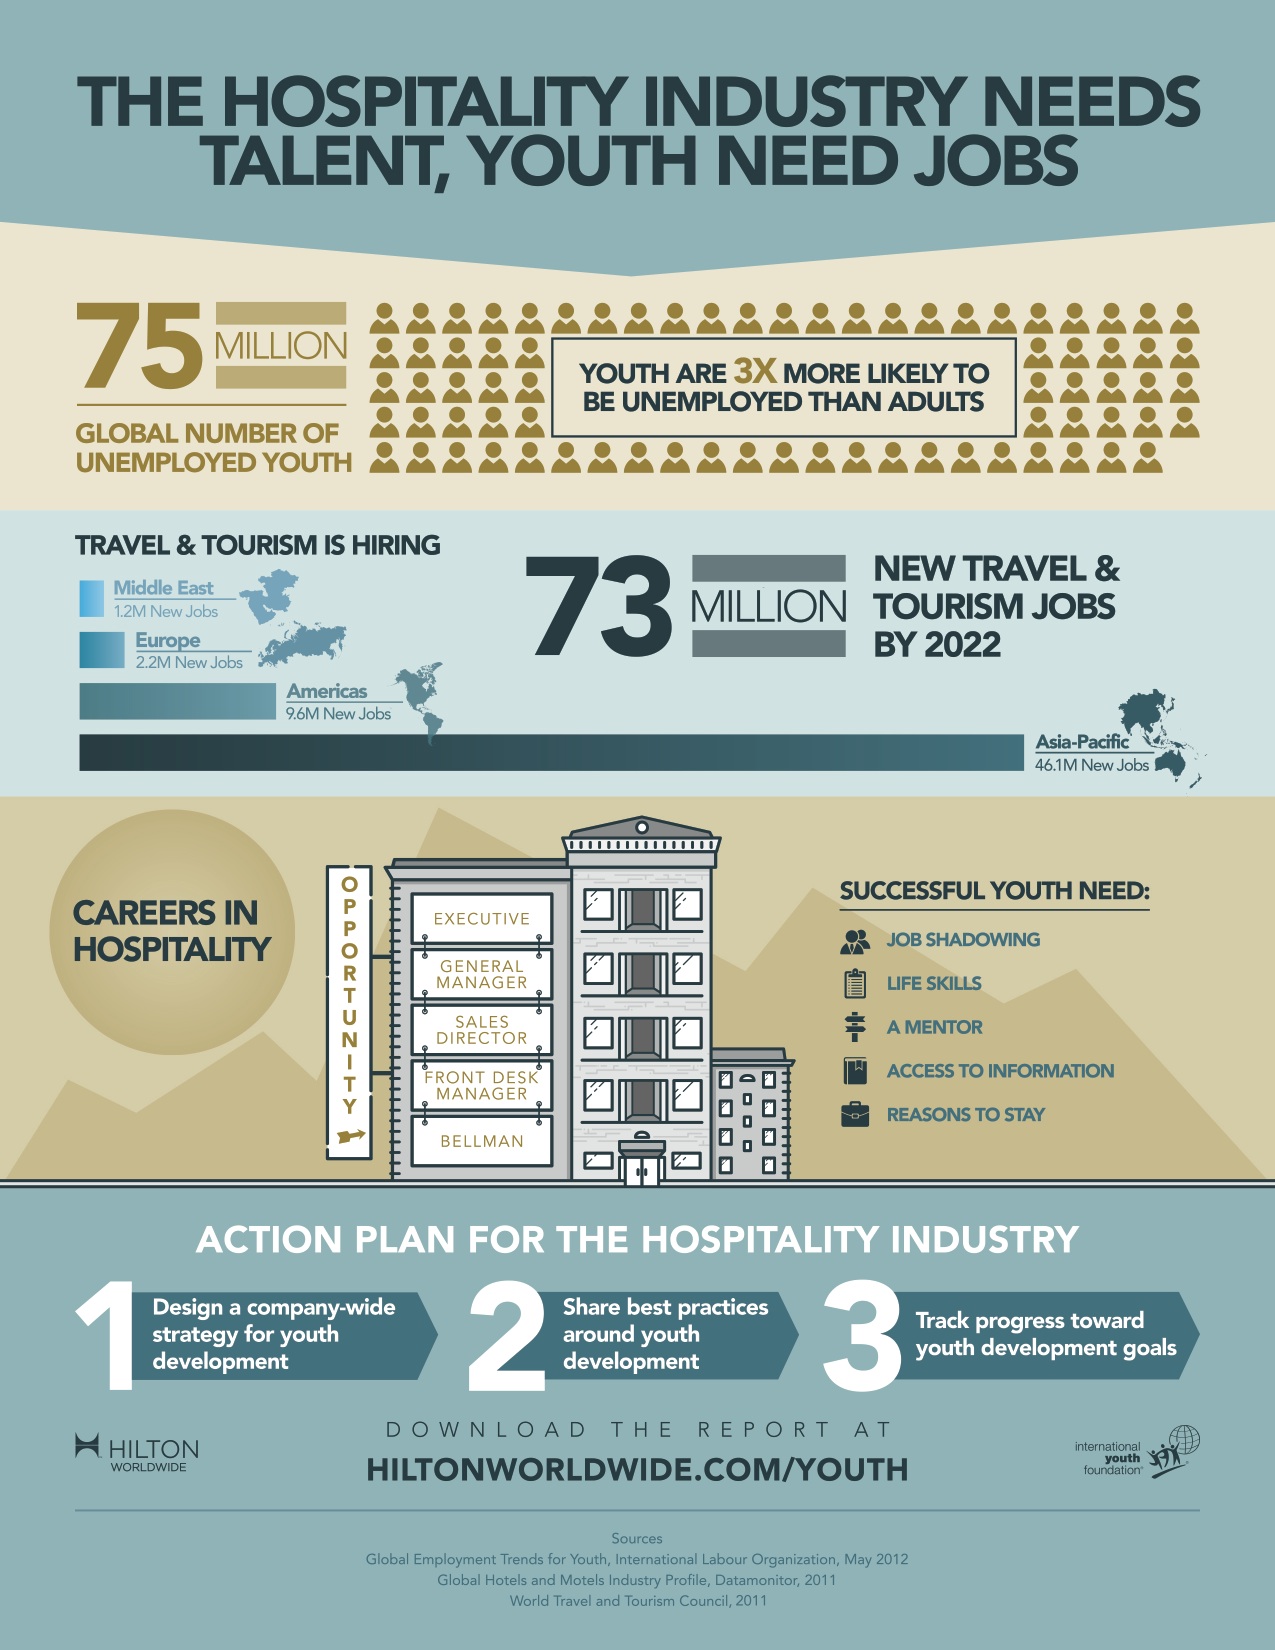 THE HOSPITALITY INDUSTRY NEEDS
TALENT, YOUTH NEED JOBS
75 MILLION
GLOBAL NUMBER OF
UNEMPLOYED YOUTH
YOUTH ARE 3X MORE LIKELY TO
BE UNEMPLOYED THAN ADULTS
TRAVEL & TOURISM IS HIRING
Middle East
1.2M New Jobs
Europe
2.2M New Jobs
Americas
9.6M New Jobs
Asia-Pacific
46.1M New Jobs
73 MILLION
NEW TRAVEL &
TOURISM JOBS
BY 2022
CAREERS IN
HOSPITALITY
OPPORTUNITY
EXECUTIVE
GENERAL
MANAGER
SALES
DIRECTOR
FRONT DESK
MANAGER
BELLMAN
SUCCESSFUL YOUTH NEED:
JOB SHADOWING
LIFE SKILLS
A MENTOR
ACCESS TO INFORMATION
REASONS TO STAY
ACTION PLAN FOR THE HOSPITALITY INDUSTRY
1
Design a company-wide
strategy for youth
development
2
Share best practices
around youth
development
3
Track progress toward
youth development goals
DOWNLOAD THE REPORT AT
HILTONWORLDWIDE.COM/YOUTH
HILTON
WORLDWIDE
international
youth
foundation
Sources
Global Employment Trends for Youth, International Labour Organization, May 2012
Global Hotels and Motels Industry Profile, Datamonitor, 2011
World Travel and Tourism Council, 2011